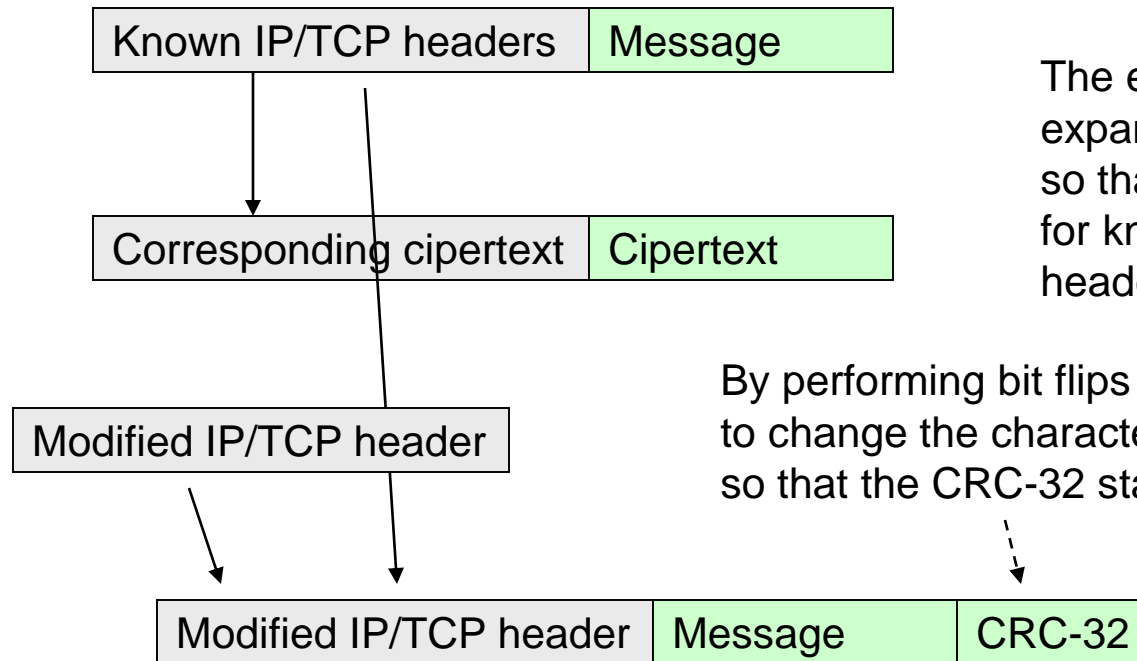 Known IP/TCP headers Message
The e
expar
so tha
for kr
head
Corresponding cipertext Cipertext
By performing bit flips
to change the characte
so that the CRC-32 sta
Modified IP/TCP header
Modified IP/TCP header Message CRC-32